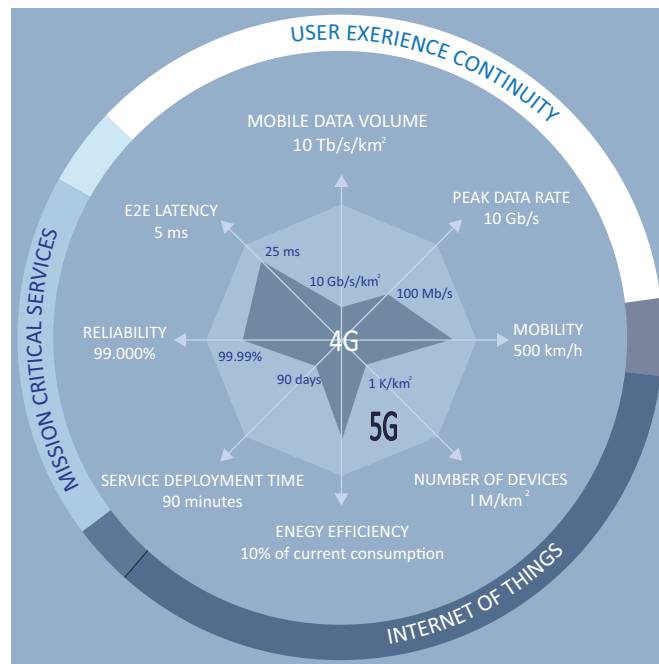 USER EXERIENCE CONTINUITY
MOBILE DATA VOLUME
10 Tb/s/km²
E2E LATENCY
5 ms
PEAK DATA RATE
10 Gb/s
25 ms
10 Gb/s/km²
100 Mb/s
MISSION CRITICAL SERVICES
RELIABILITY
99.000%
4G
MOBILITY
500 km/h
99.99%
90 days
1 K/km²
5G
SERVICE DEPLOYMENT TIME
90 minutes
NUMBER OF DEVICES
l M/km²
ENEGY EFFICIENCY
10% of current consumption
INTERNET OF THINGS